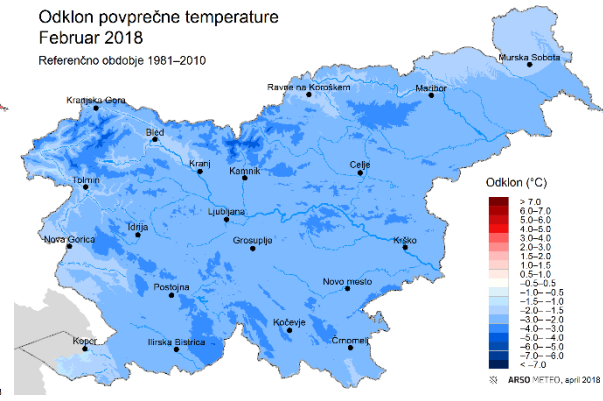 Odklon povprečne temperature
Februar 2018
Referenčno obdobje 1981–2010
Murska Sobota
Ravne na Koroškem
Maribor
Kranjska Gora
Bled
Kranj
Kamnik
Celje
Tolmin
Ljubljana
Idrija
Nova Gorica
Grosuplje
Krško
Postojna
Novo mesto
Kočevje
Koper
Ilirska Bistrica
Črnomelj
Odklon (°C)
> 7.0
6.0–7.0
5.0–6.0
4.0–5.0
3.0–4.0
2.0–3.0
1.5–2.0
1.0–1.5
0.5–1.0
-0.5–0.5
-1.0– -0.5
-1.5– -1.0
-2.0– -1.5
-3.0– -2.0
-4.0– -3.0
-5.0– -4.0
-6.0– -5.0
-7.0– -6.0
< -7.0
ARSO METEO, april 2018